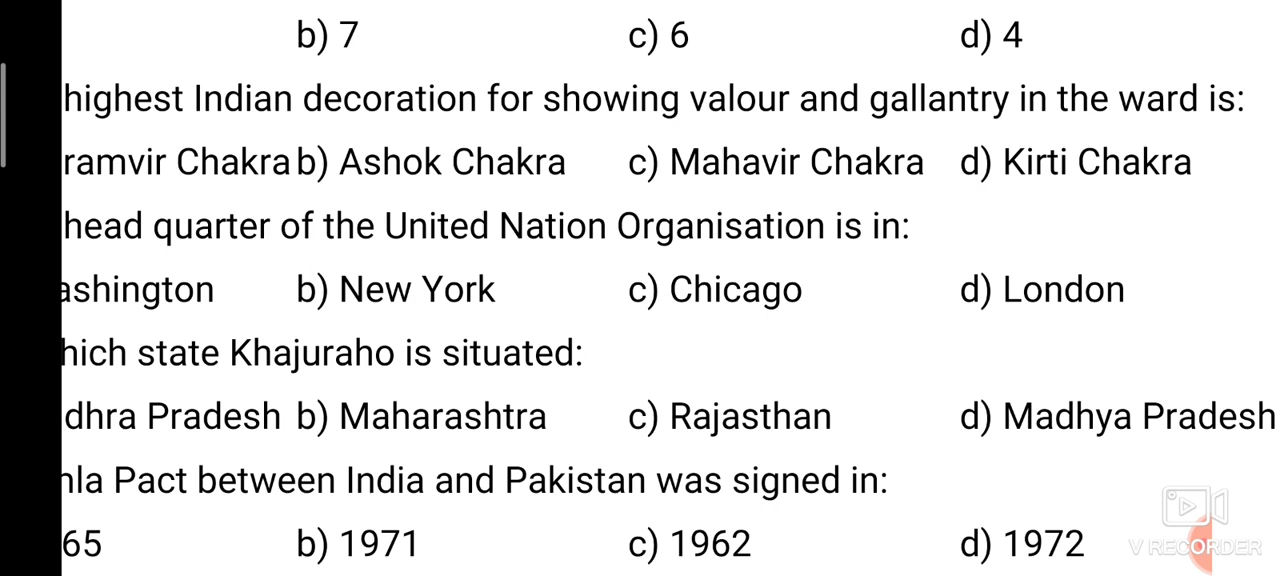 b) 7 c) 6 d) 4
highest Indian decoration for showing valour and gallantry in the ward is:
ramvir Chakra b) Ashok Chakra c) Mahavir Chakra d) Kirti Chakra
head quarter of the United Nation Organisation is in:
ashington b) New York c) Chicago d) London
hich state Khajuraho is situated:
dhra Pradesh b) Maharashtra c) Rajasthan d) Madhya Pradesh
nla Pact between India and Pakistan was signed in:
65 b) 1971 c) 1962 d) 1972
V RECORDER